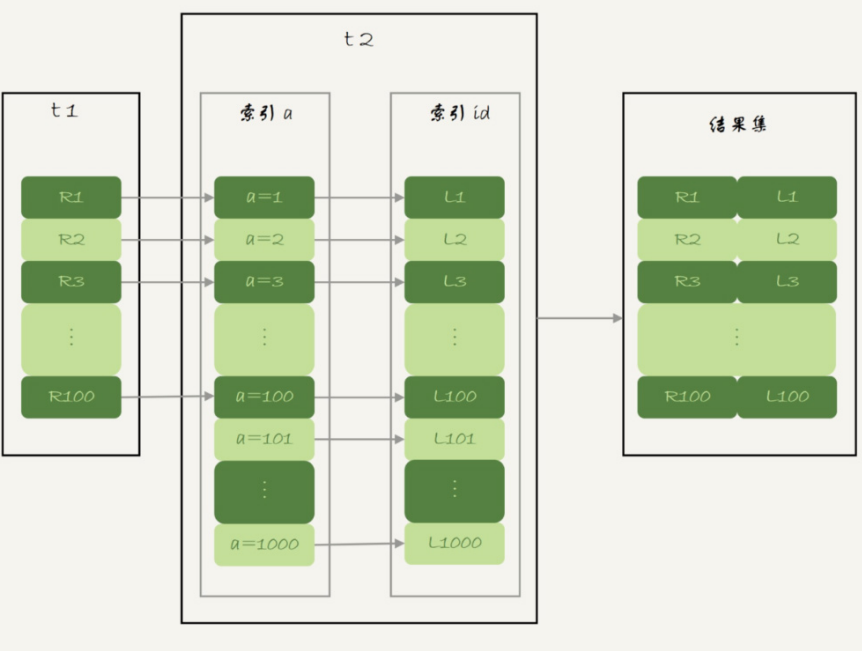 t2
t1
索引 a
索引 id
结果集
R1
a=1
L1
R1
L1
R2
a=2
L2
R2
L2
R3
a=3
L3
R3
L3
⋮
⋮
⋮
⋮
R100
a=100
L100
R100
L100
a=101
L101
⋮
⋮
a=1000
L1000